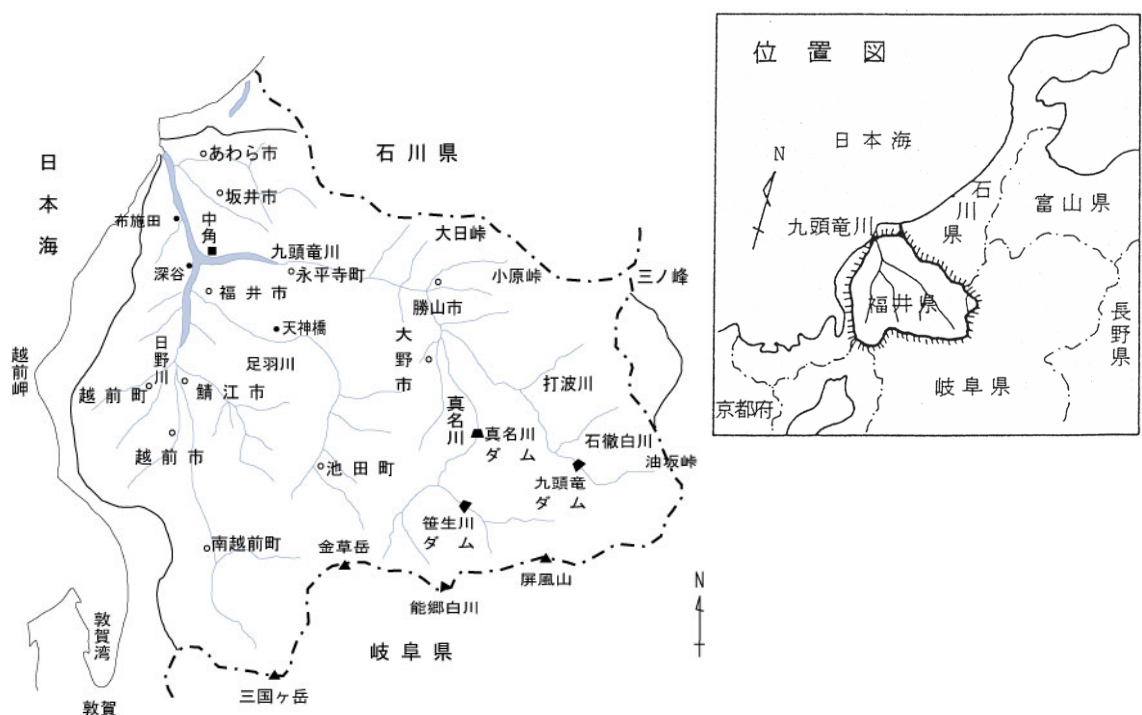 日本海
石川県
あわら市
坂井市
布施田
中角
九頭竜川
大日峠
深谷
永平寺町
小原峠
三ノ峰
福井市
勝山市
天神橋
大野市
越前岬
日野川
足羽川
打波川
越前町
鯖江市
真名川
真名川
ダム
石徹白川
油坂峠
越前市
池田町
九頭竜
ダム
笹生川
ダム
南越前町
金草岳
屏風山
能郷白川
N
敦賀湾
岐阜県
三国ヶ岳
敦賀
位置図
日本海
N
石川県
富山県
九頭竜川
福井県
長野県
岐阜県
京都府